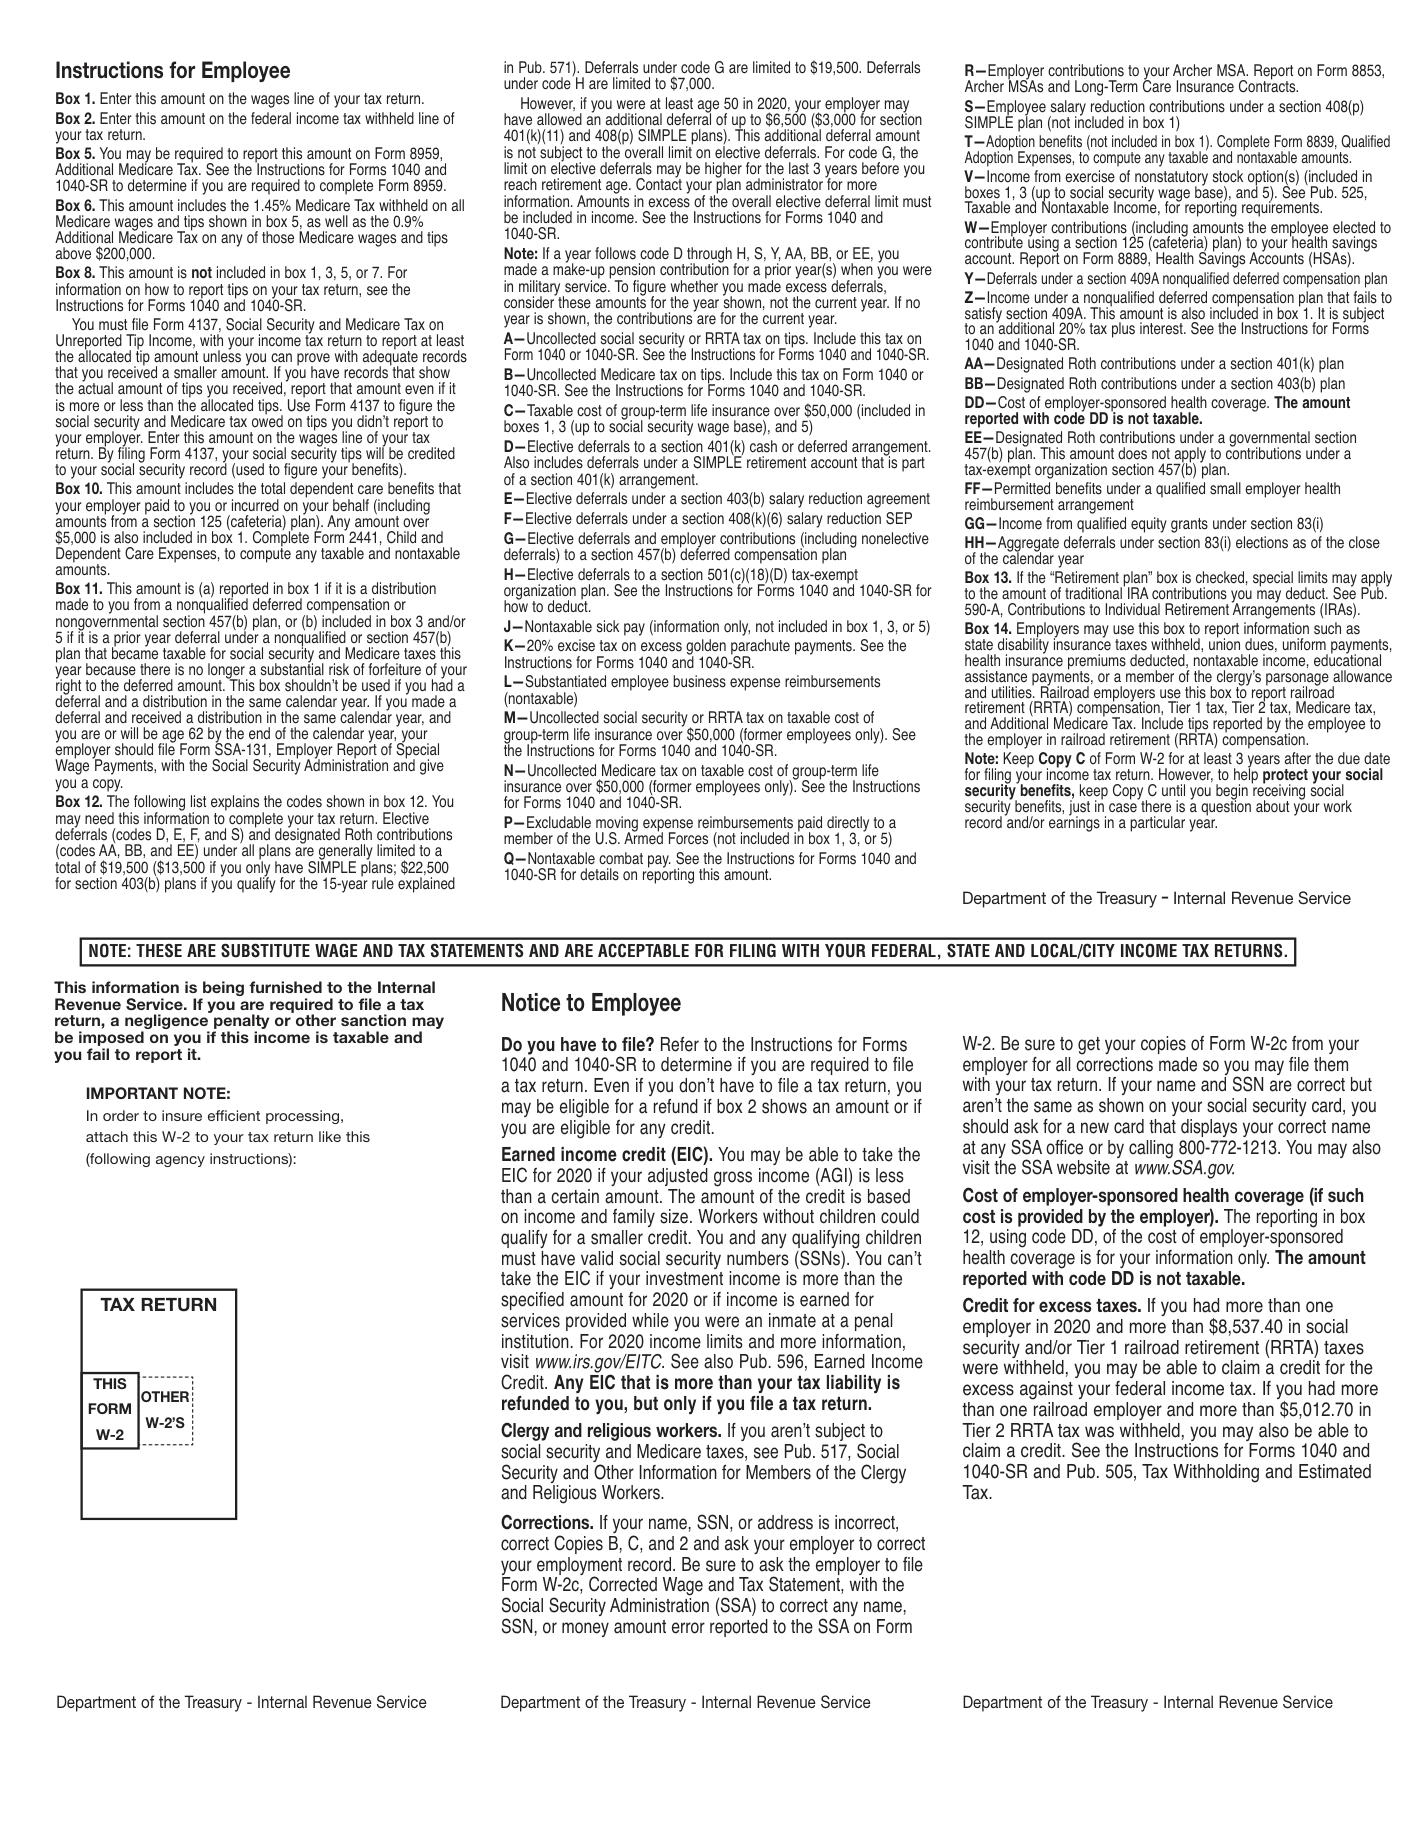 Instructions for Employee
Box 1. Enter this amount on the wages line of your tax return.
Box 2. Enter this amount on the federal income tax withheld line of
your tax return.
Box 5. You may be required to report this amount on Form 8959,
Additional Medicare Tax. See the Instructions for Forms 1040 and
1040-SR to determine if you are required to complete Form 8959.
Box 6. This amount includes the 1.45% Medicare Tax withheld on all
Medicare wages and tips shown in box 5, as well as the 0.9%
Additional Medicare Tax on any of those Medicare wages and tips
above $200,000.
Box 8. This amount is not included in box 1, 3, 5, or 7. For
information on how to report tips on your tax return, see the
Instructions for Forms 1040 and 1040-SR.
You must file Form 4137, Social Security and Medicare Tax on
Unreported Tip Income, with your income tax return to report at least
the allocated tip amount unless you can prove with adequate records
that you received a smaller amount. If you have records that show
the actual amount of tips you received, report that amount even if it
is more or less than the allocated tips. Use Form 4137 to figure the
social security and Medicare tax owed on tips you didn't report to
your employer. Enter this amount on the wages line of your tax
return. By filing Form 4137, your social security tips will be credited
to your social security record (used to figure your benefits).
Box 10. This amount includes the total dependent care benefits that
your employer paid to you or incurred on your behalf (including
amounts from a section 125 (cafeteria) plan). Any amount over
$5,000 is also included in box 1. Complete Form 2441, Child and
Dependent Care Expenses, to compute any taxable and nontaxable
amounts.
Box 11. This amount is (a) reported in box 1 if it is a distribution
made to you from a nonqualified deferred compensation or
nongovernmental section 457(b) plan, or (b) included in box 3 and/or
5 if it is a prior year deferral under a nonqualified or section 457(b)
plan that became taxable for social security and Medicare taxes this
year because there is no longer a substantial risk of forfeiture of your
right to the deferred amount. This box shouldn't be used if you had a
deferral and a distribution in the same calendar year. If you made a
deferral and received a distribution in the same calendar year, and
you are or will be age 62 by the end of the calendar year, your
employer should file Form SSA-131, Employer Report of Special
Wage Payments, with the Social Security Administration and give
you a copy.
Box 12. The following list explains the codes shown in box 12. You
may need this information to complete your tax return. Elective
deferrals (codes D, E, F, and S) and designated Roth contributions
(codes AA, BB, and EE) under all plans are generally limited to a
total of $19,500 ($13,500 if you only have SIMPLE plans; $22,500
for section 403(b) plans if you qualify for the 15-year rule explained
in Pub. 571). Deferrals under code G are limited to $19,500. Deferrals
under code H are limited to $7,000.
However, if you were at least age 50 in 2020, your employer may
have allowed an additional deferral of up to $6,500 ($3,000 for section
401(k)(11) and 408(p) SIMPLE plans). This additional deferral amount
is not subject to the overall limit on elective deferrals. For code G, the
limit on elective deferrals may be higher for the last 3 years before you
reach retirement age. Contact your plan administrator for more
information. Amounts in excess of the overall elective deferral limit must
be included in income. See the Instructions for Forms 1040 and
1040-SR.
Note: If a year follows code D through H, S, Y, AA, BB, or EE, you
made a make-up pension contribution for a prior year(s) when you were
in military service. To figure whether you made excess deferrals,
consider these amounts for the year shown, not the current year. If no
year is shown, the contributions are for the current year.
A—Uncollected social security or RRTA tax on tips. Include this tax on
Form 1040 or 1040-SR. See the Instructions for Forms 1040 and 1040-SR.
B—Uncollected Medicare tax on tips. Include this tax on Form 1040 or
1040-SR. See the Instructions for Forms 1040 and 1040-SR.
C—Taxable cost of group-term life insurance over $50,000 (included in
boxes 1, 3 (up to social security wage base), and 5)
D—Elective deferrals to a section 401(k) cash or deferred arrangement.
Also includes deferrals under a SIMPLE retirement account that is part
of a section 401(k) arrangement.
E—Elective deferrals under a section 403(b) salary reduction agreement
F—Elective deferrals under a section 408(k)(6) salary reduction SEP
G—Elective deferrals and employer contributions (including nonelective
deferrals) to a section 457(b) deferred compensation plan
H—Elective deferrals to a section 501(c)(18)(D) tax-exempt
organization plan. See the Instructions for Forms 1040 and 1040-SR for
how to deduct.
J—Nontaxable sick pay (information only, not included in box 1, 3, or 5)
K—20% excise tax on excess golden parachute payments. See the
Instructions for Forms 1040 and 1040-SR.
L—Substantiated employee business expense reimbursements
(nontaxable)
M—Uncollected social security or RRTA tax on taxable cost of
group-term life insurance over $50,000 (former employees only). See
the Instructions for Forms 1040 and 1040-SR.
N—Uncollected Medicare tax on taxable cost of group-term life
insurance over $50,000 (former employees only). See the Instructions
for Forms 1040 and 1040-SR.
P—Excludable moving expense reimbursements paid directly to a
member of the U.S. Armed Forces (not included in box 1, 3, or 5)
Q—Nontaxable combat pay. See the Instructions for Forms 1040 and
1040-SR for details on reporting this amount.
R—Employer contributions to your Archer MSA. Report on Form 8853,
Archer MSAs and Long-Term Care Insurance Contracts.
S—Employee salary reduction contributions under a section 408(p)
SIMPLE plan (not included in box 1)
T—Adoption benefits (not included in box 1). Complete Form 8839, Qualified
Adoption Expenses, to compute any taxable and nontaxable amounts.
V—Income from exercise of nonstatutory stock option(s) (included in
boxes 1, 3 (up to social security wage base), and 5). See Pub. 525,
Taxable and Nontaxable Income, for reporting requirements.
W—Employer contributions (including amounts the employee elected to
contribute using a section 125 (cafeteria) plan) to your health savings
account. Report on Form 8889, Health Savings Accounts (HSAs).
Y—Deferrals under a section 409A nonqualified deferred compensation plan
Z—Income under a nonqualified deferred compensation plan that fails to
satisfy section 409A. This amount is also included in box 1. It is subject
to an additional 20% tax plus interest. See the Instructions for Forms
1040 and 1040-SR.
AA—Designated Roth contributions under a section 401(k) plan
BB—Designated Roth contributions under a section 403(b) plan
DD—Cost of employer-sponsored health coverage. The amount
reported with code DD is not taxable.
EE—Designated Roth contributions under a governmental section
457(b) plan. This amount does not apply to contributions under a
tax-exempt organization section 457(b) plan.
FF—Permitted benefits under a qualified small employer health
reimbursement arrangement
GG—Income from qualified equity grants under section 83(i)
HH—Aggregate deferrals under section 83(i) elections as of the close
of the calendar year
Box 13. If the “Retirement plan” box is checked, special limits may apply
to the amount of traditional IRA contributions you may deduct. See Pub.
590-A, Contributions to Individual Retirement Arrangements (IRAs).
Box 14. Employers may use this box to report information such as
state disability insurance taxes withheld, union dues, uniform payments,
health insurance premiums deducted, nontaxable income, educational
assistance payments, or a member of the clergy's parsonage allowance
and utilities. Railroad employers use this box to report railroad
retirement (RRTA) compensation, Tier 1 tax, Tier 2 tax, Medicare tax,
and Additional Medicare Tax. Include tips reported by the employee to
the employer in railroad retirement (RRTA) compensation.
Note: Keep Copy C of Form W-2 for at least 3 years after the due date
for filing your income tax return. However, to help protect your social
security benefits, keep Copy C until you begin receiving social
security benefits, just in case there is a question about your work
record and/or earnings in a particular year.
Department of the Treasury - Internal Revenue Service
NOTE: THESE ARE SUBSTITUTE WAGE AND TAX STATEMENTS AND ARE ACCEPTABLE FOR FILING WITH YOUR FEDERAL, STATE AND LOCAL/CITY INCOME TAX RETURNS.
This information is being furnished to the Internal
Revenue Service. If you are required to file a tax
return, a negligence penalty or other sanction may
be imposed on you if this income is taxable and
you fail to report it.
IMPORTANT NOTE:
In order to insure efficient processing,
attach this W-2 to your tax return like this
(following agency instructions):
TAX RETURN
THIS
FORM
W-2
OTHER
W-2'S
Department of the Treasury - Internal Revenue Service
Notice to Employee
Do you have to file? Refer to the Instructions for Forms
1040 and 1040-SR to determine if you are required to file
a tax return. Even if you don't have to file a tax return, you
may be eligible for a refund if box 2 shows an amount or if
you are eligible for any credit.
Earned income credit (EIC). You may be able to take the
EIC for 2020 if your adjusted gross income (AGI) is less
than a certain amount. The amount of the credit is based
on income and family size. Workers without children could
qualify for a smaller credit. You and any qualifying children
must have valid social security numbers (SSNs). You can't
take the EIC if your investment income is more than the
specified amount for 2020 or if income is earned for
services provided while you were an inmate at a penal
institution. For 2020 income limits and more information,
visit www.irs.gov/EITC. See also Pub. 596, Earned Income
Credit. Any EIC that is more than your tax liability is
refunded to you, but only if you file a tax return.
Clergy and religious workers. If you aren't subject to
social security and Medicare taxes, see Pub. 517, Social
Security and Other Information for Members of the Clergy
and Religious Workers.
Corrections. If your name, SSN, or address is incorrect,
correct Copies B, C, and 2 and ask your employer to correct
your employment record. Be sure to ask the employer to file
Form W-2c, Corrected Wage and Tax Statement, with the
Social Security Administration (SSA) to correct any name,
SSN, or money amount error reported to the SSA on Form
Department of the Treasury - Internal Revenue Service
W-2. Be sure to get your copies of Form W-2c from your
employer for all corrections made so you may file them
with your tax return. If your name and SSN are correct but
aren't the same as shown on your social security card, you
should ask for a new card that displays your correct name
at any SSA office or by calling 800-772-1213. You may also
visit the SSA website at www.SSA.gov.
Cost of employer-sponsored health coverage (if such
cost is provided by the employer). The reporting in box
12, using code DD, of the cost of employer-sponsored
health coverage is for your information only. The amount
reported with code DD is not taxable.
Credit for excess taxes. If you had more than one
employer in 2020 and more than $8,537.40 in social
security and/or Tier 1 railroad retirement (RRTA) taxes
were withheld, you may be able to claim a credit for the
excess against your federal income tax. If you had more
than one railroad employer and more than $5,012.70 in
Tier 2 RRTA tax was withheld, you may also be able to
claim a credit. See the Instructions for Forms 1040 and
1040-SR and Pub. 505, Tax Withholding and Estimated
Tax.
Department of the Treasury - Internal Revenue Service